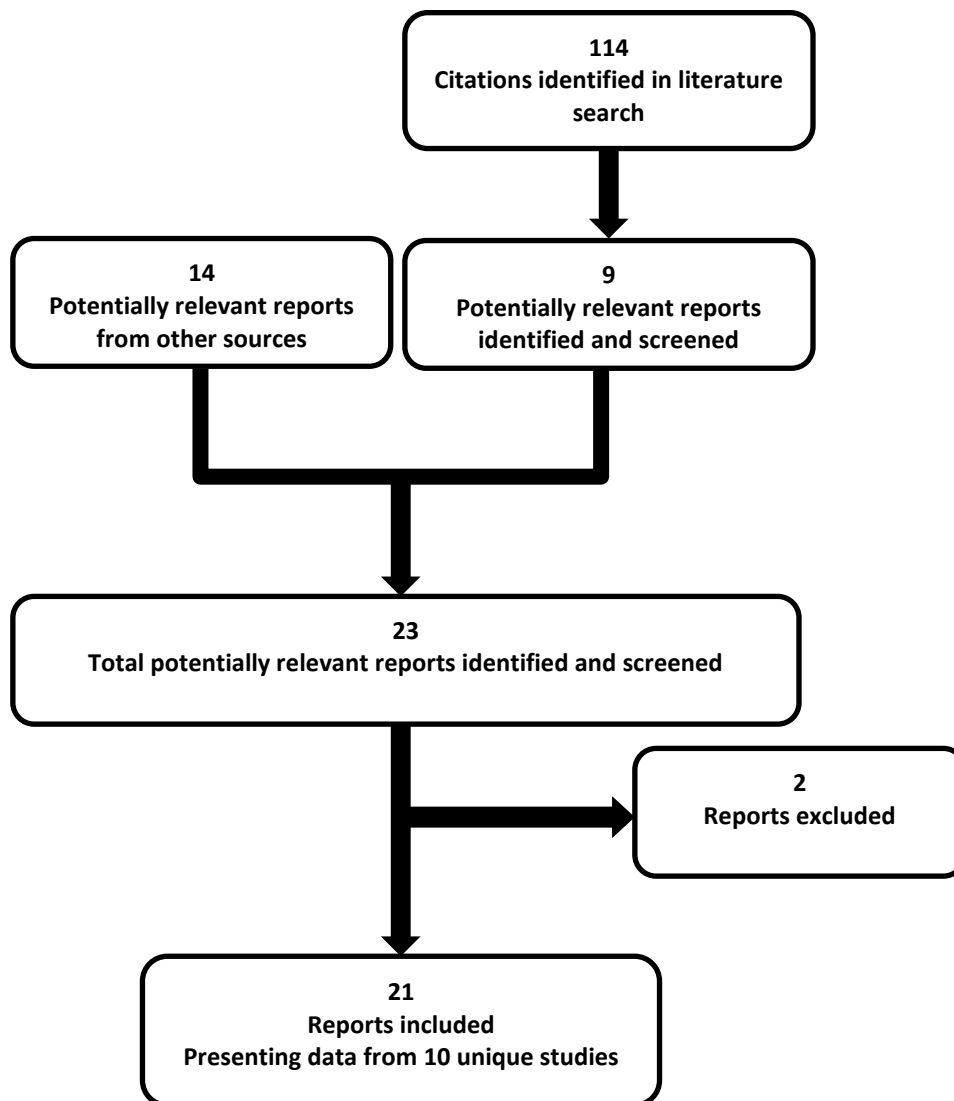 114
Citations identified in literature
search
14
Potentially relevant reports
from other sources
9
Potentially relevant reports
identified and screened
23
Total potentially relevant reports identified and screened
2
Reports excluded
21
Reports included
Presenting data from 10 unique studies